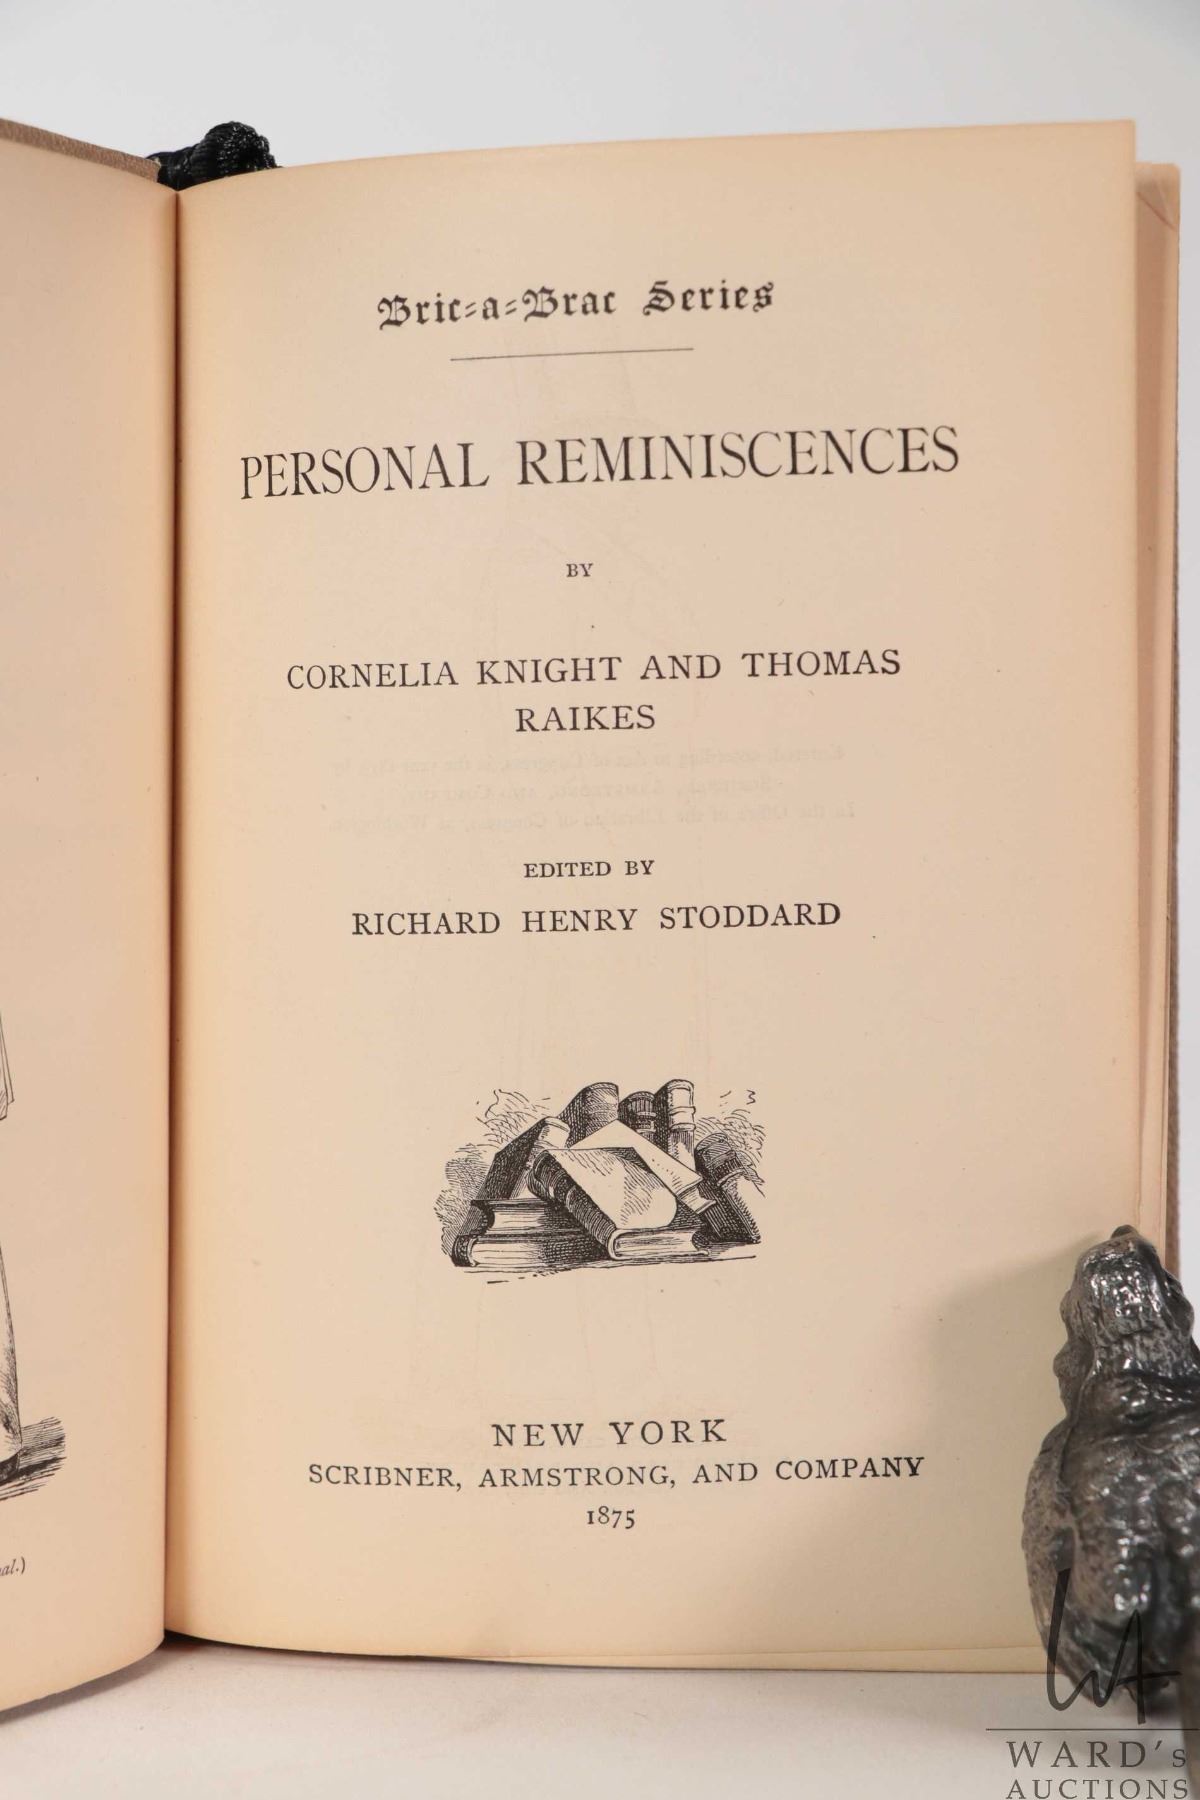 Bric-a-Brac Series
PERSONAL REMINISCENCES
BY
CORNELIA KNIGHT AND THOMAS
RAIKES
EDITED BY
RICHARD HENRY STODDARD
NEW YORK
SCRIBNER, ARMSTRONG, AND COMPANY
1875
WARD's
AUCTIONS